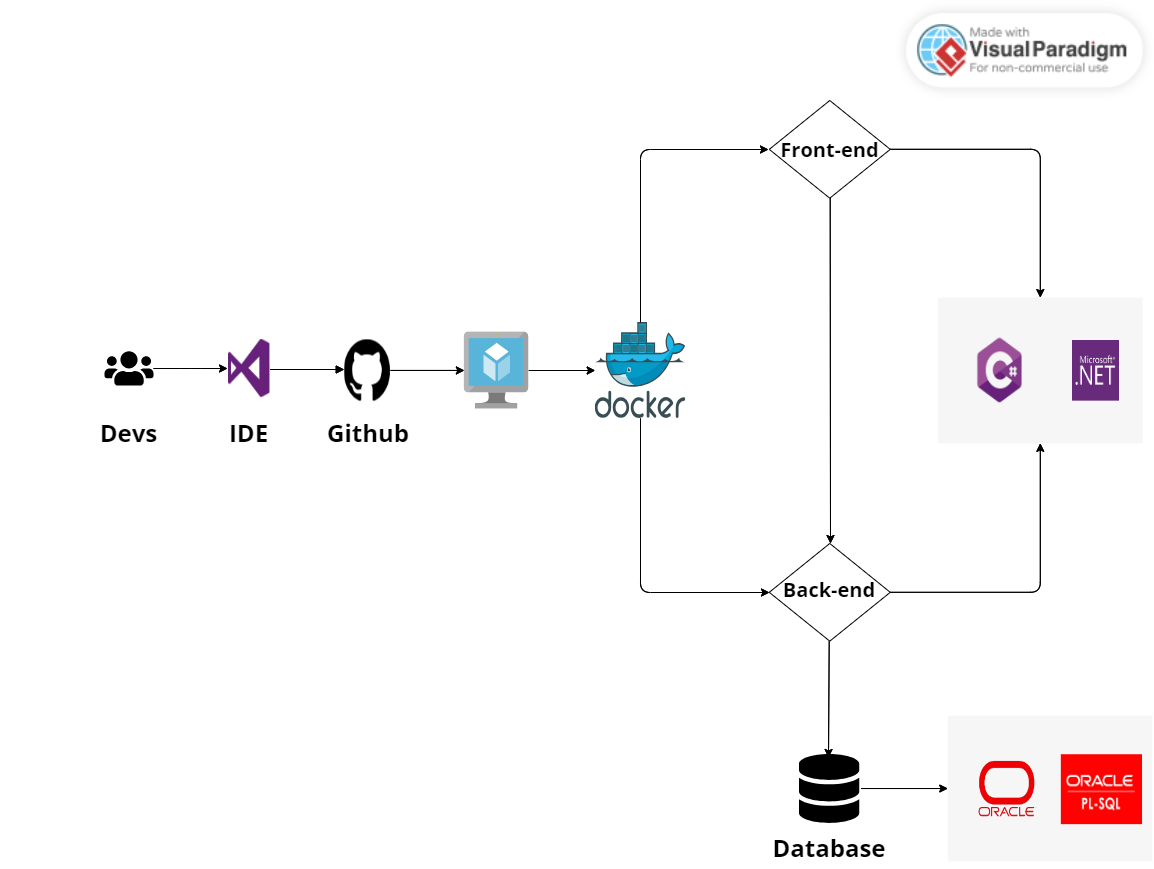 Made with
Visual Paradigm
For non-commercial use
Front-end
docker
Microsoft®
.NET
C#
Devs
IDE
Github
Back-end
ORACLE
ORACLE
PL-SQL
Database